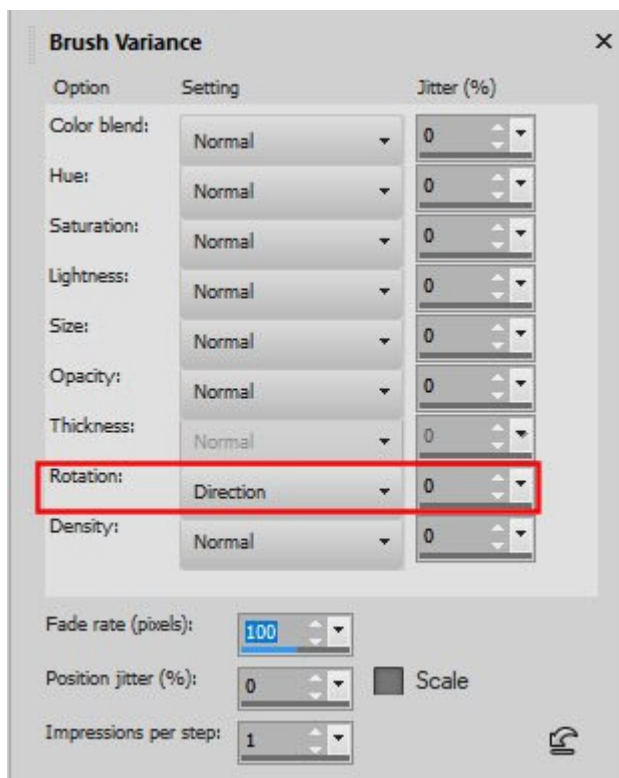 Brush Variance
Option Setting Jitter (%)
Color blend: Normal 0
Hue: Normal 0
Saturation: Normal 0
Lightness: Normal 0
Size: Normal 0
Opacity: Normal 0
Thickness: Normal 0
Rotation: Direction 0
Density: Normal 0
Fade rate (pixels): 100
Position jitter (%): 0 Scale
Impressions per step: 1